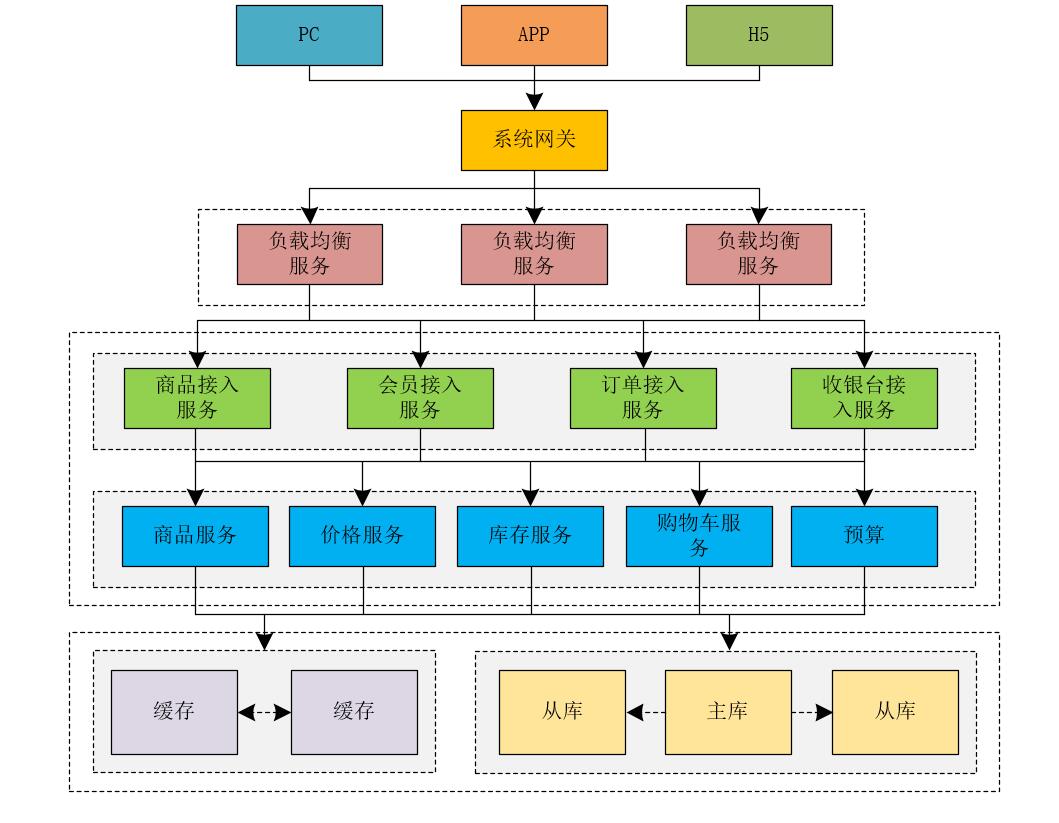 PC
APP
H5
系统网关
负载均衡
服务
负载均衡
服务
负载均衡
服务
商品接入
服务
会员接入
服务
订单接入
服务
收银台接
入服务
商品服务
价格服务
库存服务
购物车服
务
预算
缓存
缓存
从库
主库
从库